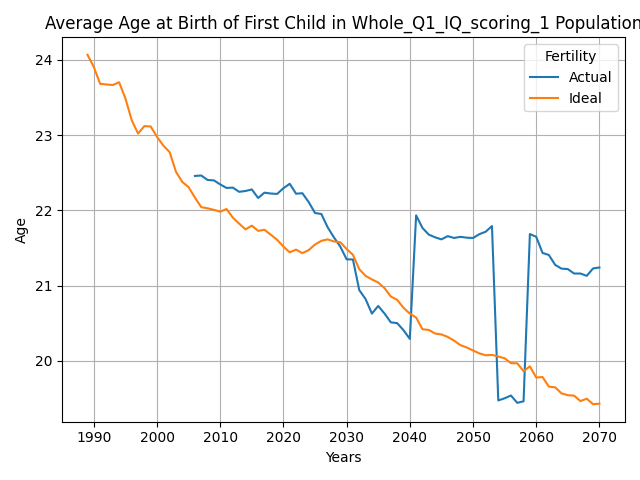 Average Age at Birth of First Child in Whole_Q1_IQ_scoring_1 Population
Fertility
Actual
Ideal
Age
24
23
22
21
20
1990 2000 2010 2020 2030 2040 2050 2060 2070
Years